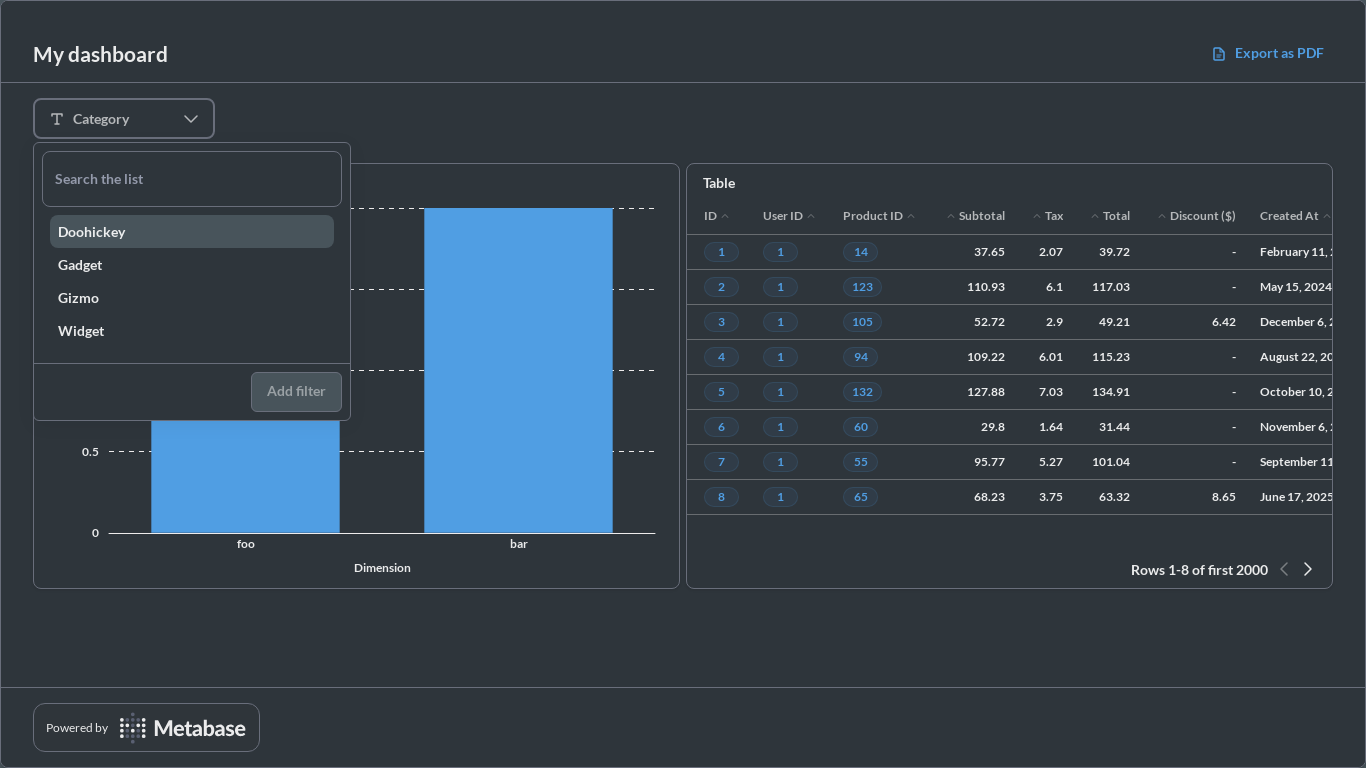 My dashboard
Export as PDF
Category
Search the list
Doohickey
Gadget
Gizmo
Widget
Add filter
0.5
0
foo bar
Dimension
Table
ID User ID Product ID Subtotal Tax Total Discount ($) Created At
1 1 14 37.65 2.07 39.72 - February 11,
2 1 123 110.93 6.1 117.03 - May 15, 2024
3 1 105 52.72 2.9 49.21 6.42 December 6,
4 1 94 109.22 6.01 115.23 - August 22, 20
5 1 132 127.88 7.03 134.91 - October 10,
6 1 60 29.8 1.64 31.44 - November 6,
7 1 55 95.77 5.27 101.04 - September 11
8 1 65 68.23 3.75 63.32 8.65 June 17, 2025
Rows 1-8 of first 2000
Powered by Metabase